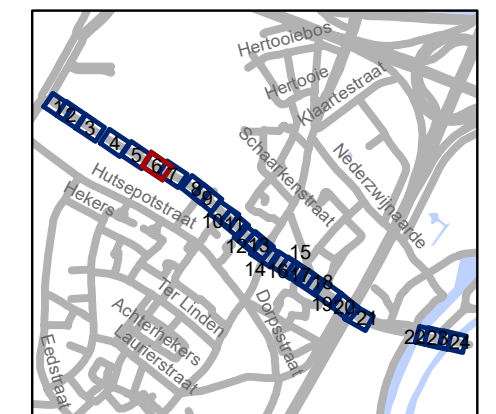 Hertooiebos
Hertooie
Klaartestraat
Schaarkenstraat
Nederzwijnaarde
1
2
3
4
5
6
7
8
9
10
11
12
13
14
15
16
17
18
19
20
21
22
23
24
Hutsepotstraat
Hekers
Ter Linden
Achterhekers
Laurierstraat
Dorpsstraat
Eedstraat